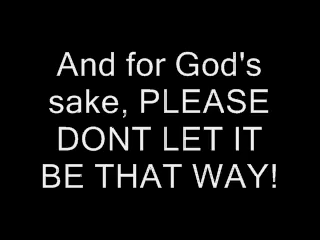 And for God's
sake, PLEASE
DONT LET IT
BE THAT WAY!